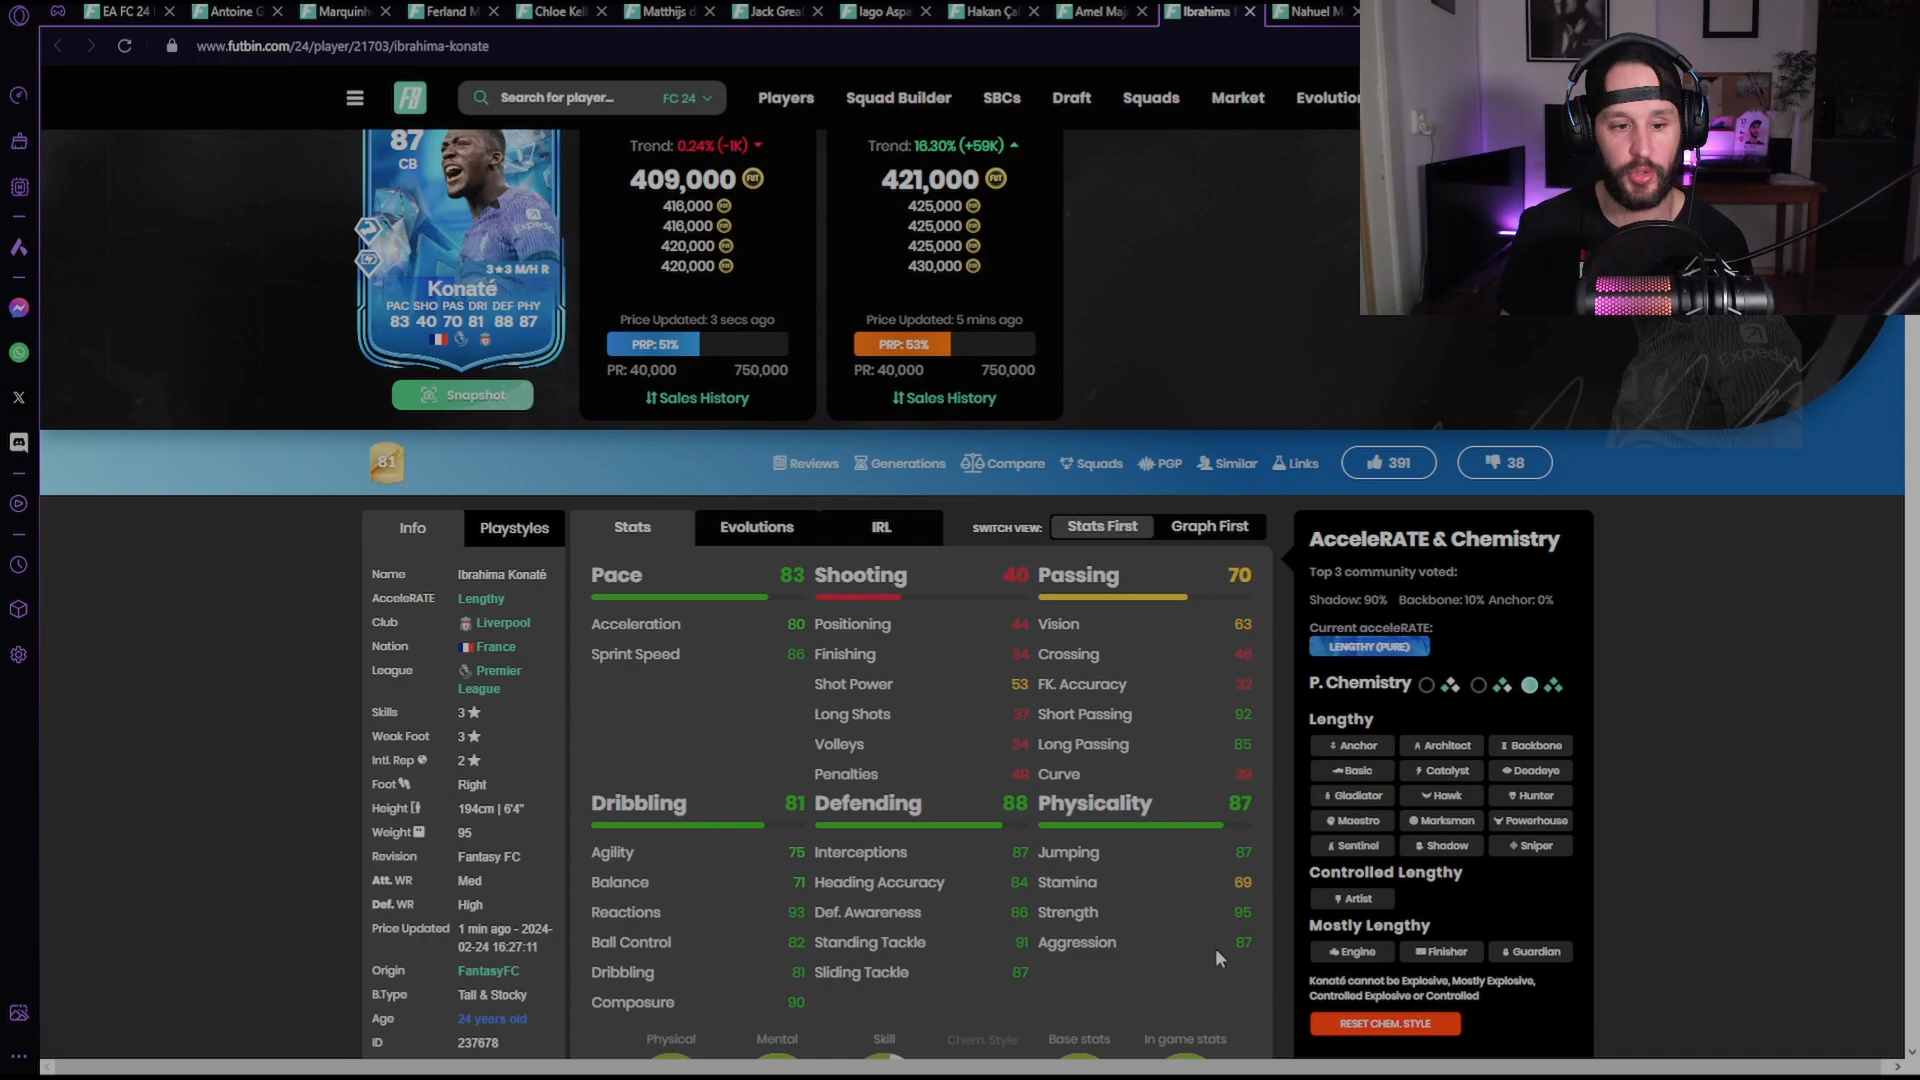 EA FC 24
Antoine G
Marquinh
Ferland M
Chloe Kel
Matthijs d
Jack Grea
Iago Aspa
Hakan Çal
Amel Maj
Ibrahima
Nahuel M
www.futbin.com/24/player/21703/ibrahima-konate
FB
Search for player...
FC 24
Players
Squad Builder
SBCs
Draft
Squads
Market
Evolution
87
CB
3★3 M/H R
Konaté
PAC SHO PAS DRI DEF PHY
83 40 70 81 88 87
Snapshot
Trend: 0.24% (-1K)
409,000
416,000
416,000
420,000
420,000
Price Updated: 3 secs ago
PRP: 51%
PR: 40,000 750,000
Sales History
Trend: 16.30% (+59K)
421,000
425,000
425,000
425,000
430,000
Price Updated: 5 mins ago
PRP: 53%
PR: 40,000 750,000
Sales History
81
Reviews
Generations
Compare
Squads
PGP
Similar
Links
391
38
Info
Playstyles
Name Ibrahima Konaté
AcceleRATE Lengthy
Club Liverpool
Nation France
League Premier
League
Skills 3★
Weak Foot 3★
Intl. Rep 2★
Foot Right
Height 194cm | 6'4"
Weight 95
Revision Fantasy FC
Att. WR Med
Def. WR High
Price Updated 1 min ago - 2024-
02-24 16:27:11
Origin FantasyFC
B.Type Tall & Stocky
Age 24 years old
ID 237678
Stats
Evolutions
IRL
SWITCH VIEW:
Stats First
Graph First
Pace 83
Acceleration 80
Sprint Speed 86
Shooting 40
Positioning 44
Finishing 34
Shot Power 53
Long Shots 37
Volleys 34
Penalties 49
Passing 70
Vision 63
Crossing 46
FK. Accuracy 32
Short Passing 92
Long Passing 85
Curve 39
Dribbling 81
Agility 75
Balance 71
Reactions 93
Ball Control 82
Dribbling 81
Composure 90
Defending 88
Interceptions 87
Heading Accuracy 84
Def. Awareness 86
Standing Tackle 91
Sliding Tackle 87
Physicality 87
Jumping 87
Stamina 69
Strength 95
Aggression 87
Physical
Mental
Skill
Chem. Style
Base stats
In game stats
AcceleRATE & Chemistry
Top 3 community voted:
Shadow: 90% Backbone: 10% Anchor: 0%
Current acceleRATE:
LENGTHY (PURE)
P. Chemistry
Lengthy
Anchor Architect Backbone
Basic Catalyst Deadeye
Gladiator Hawk Hunter
Maestro Marksman Powerhouse
Sentinel Shadow Sniper
Controlled Lengthy
Artist
Mostly Lengthy
Engine Finisher Guardian
Konaté cannot be Explosive, Mostly Explosive,
Controlled Explosive or Controlled
RESET CHEM. STYLE